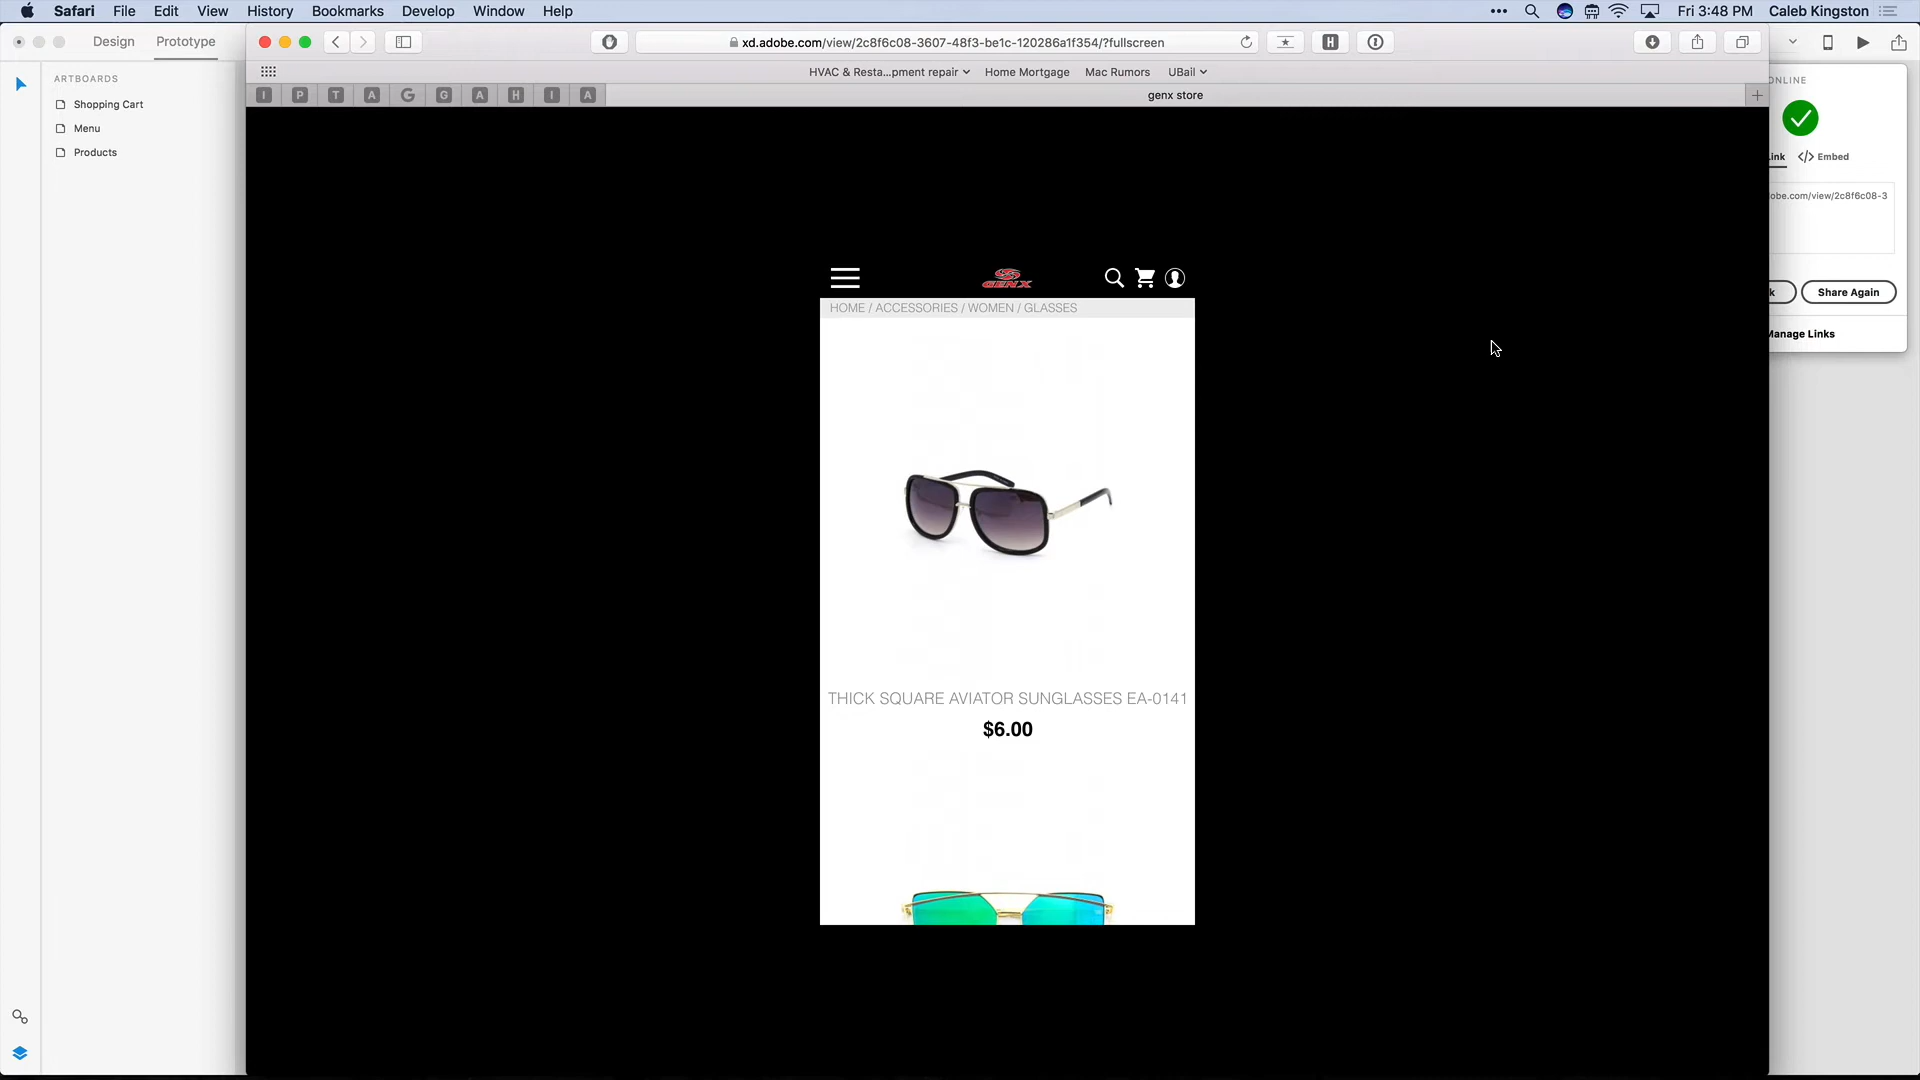 Safari File Edit View History Bookmarks Develop Window Help Fri 3:48 PM Caleb Kingston
Design Prototype
xd.adobe.com/view/2c8f6c08-3607-48f3-be1c-120286a1f354/?fullscreen
HVAC & Resta...pment repair Home Mortgage Mac Rumors UBail
I P T A G G A H I A genx store
ARTBOARDS
Shopping Cart
Menu
Products
GENX
HOME / ACCESSORIES / WOMEN / GLASSES
THICK SQUARE AVIATOR SUNGLASSES EA-0141
$6.00
ONLINE
ink </> Embed
obe.com/view/2c8f6c08-3
k Share Again
Manage Links